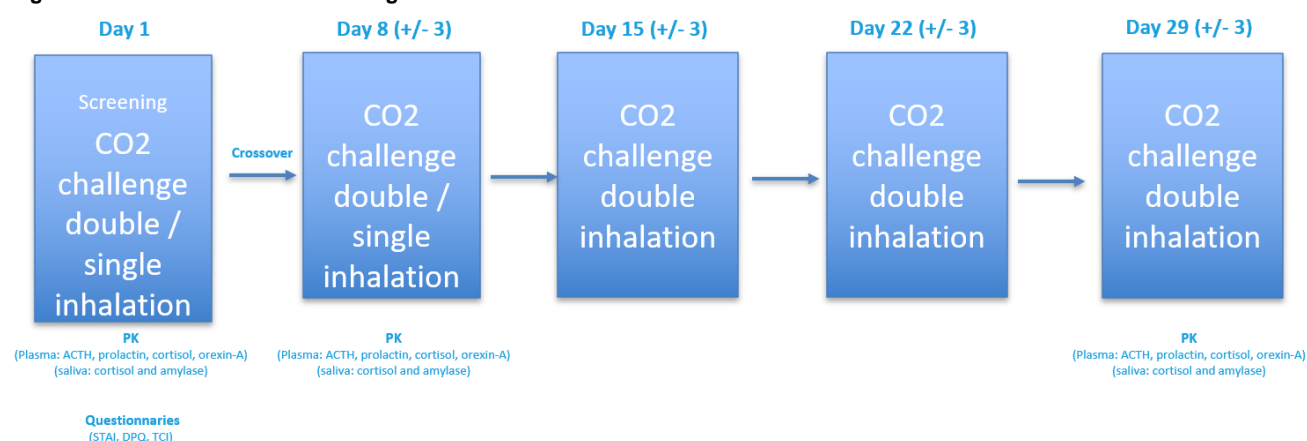 Day 1
Day 8 (+/- 3)
Day 15 (+/- 3)
Day 22 (+/- 3)
Day 29 (+/- 3)
Screening
CO2
challenge
double /
single
inhalation
Crossover
CO2
challenge
double /
single
inhalation
CO2
challenge
double
inhalation
CO2
challenge
double
inhalation
CO2
challenge
double
inhalation
PK
(Plasma: ACTH, prolactin, cortisol, orexin-A)
(saliva: cortisol and amylase)
PK
(Plasma: ACTH, prolactin, cortisol, orexin-A)
(saliva: cortisol and amylase)
PK
(Plasma: ACTH, prolactin, cortisol, orexin-A)
(saliva: cortisol and amylase)
Questionnaries
(STAI, DPQ, TCI)